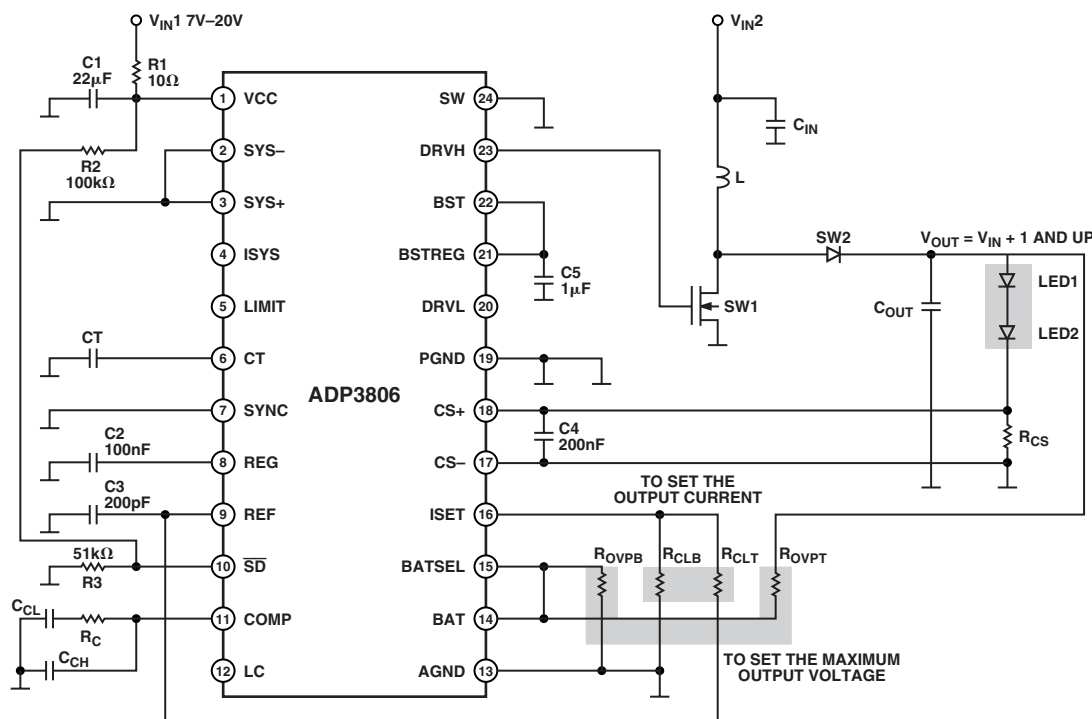 VIN1 7V–20V
VIN2
C1
22µF
R1
10Ω
R2
100kΩ
1 VCC
2 SYS–
3 SYS+
4 ISYS
5 LIMIT
6 CT
7 SYNC
8 REG
9 REF
10 SD
11 COMP
12 LC
ADP3806
SW 24
DRVH 23
BST 22
BSTREG 21
DRVL 20
PGND 19
CS+ 18
CS– 17
ISET 16
BATSEL 15
BAT 14
AGND 13
CT
C2
100nF
C3
200pF
51kΩ
R3
CCL
RC
CCH
CIN
L
SW2
VOUT = VIN + 1 AND UP
C5
1µF
SW1
COUT
LED1
LED2
C4
200nF
RCS
TO SET THE
OUTPUT CURRENT
ROVPB
RCLB
RCLT
ROVPT
TO SET THE MAXIMUM
OUTPUT VOLTAGE